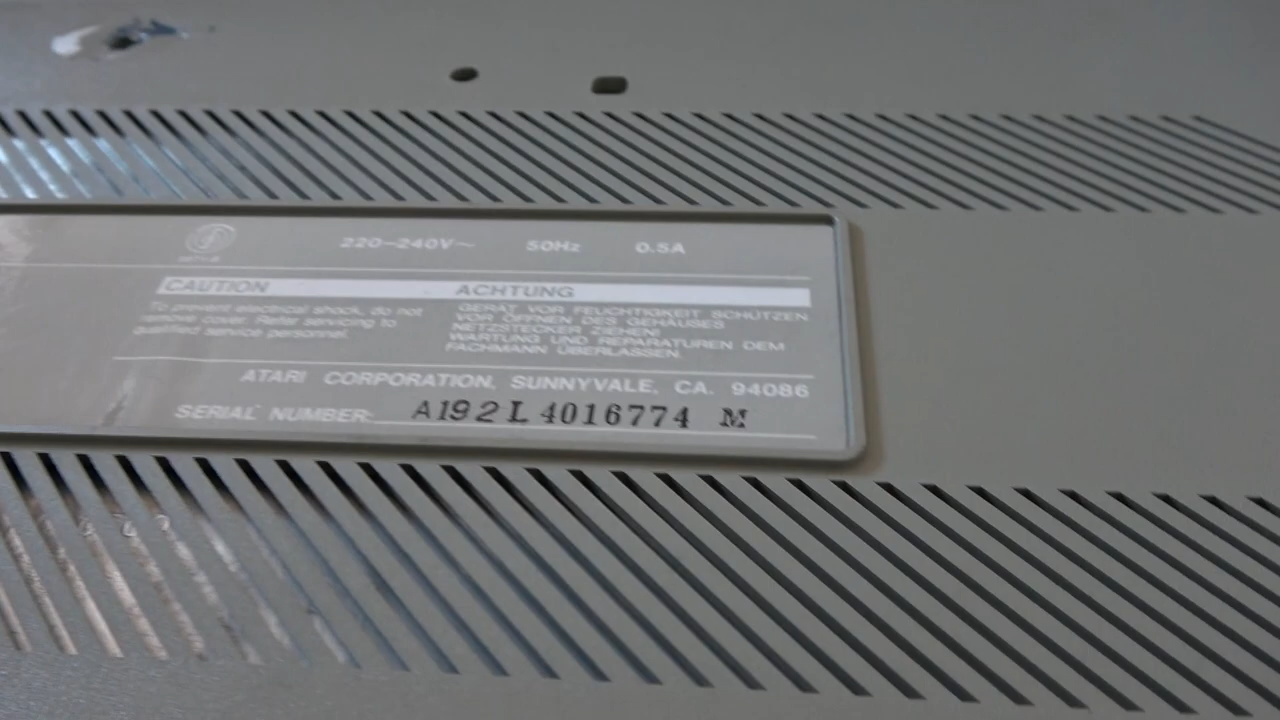 220-240V~ 50Hz 0.5A
CAUTION ACHTUNG
To prevent electrical shock, do not
remove cover. Refer servicing to
qualified service personnel.
GERÄT VOR FEUCHTIGKEIT SCHÜTZEN
VOR ÖFFNEN DES GEHÄUSES
NETZSTECKER ZIEHEN!
WARTUNG UND REPARATUREN DEM
FACHMANN ÜBERLASSEN.
ATARI CORPORATION, SUNNYVALE, CA. 94086
SERIAL NUMBER: A192L4016774 M